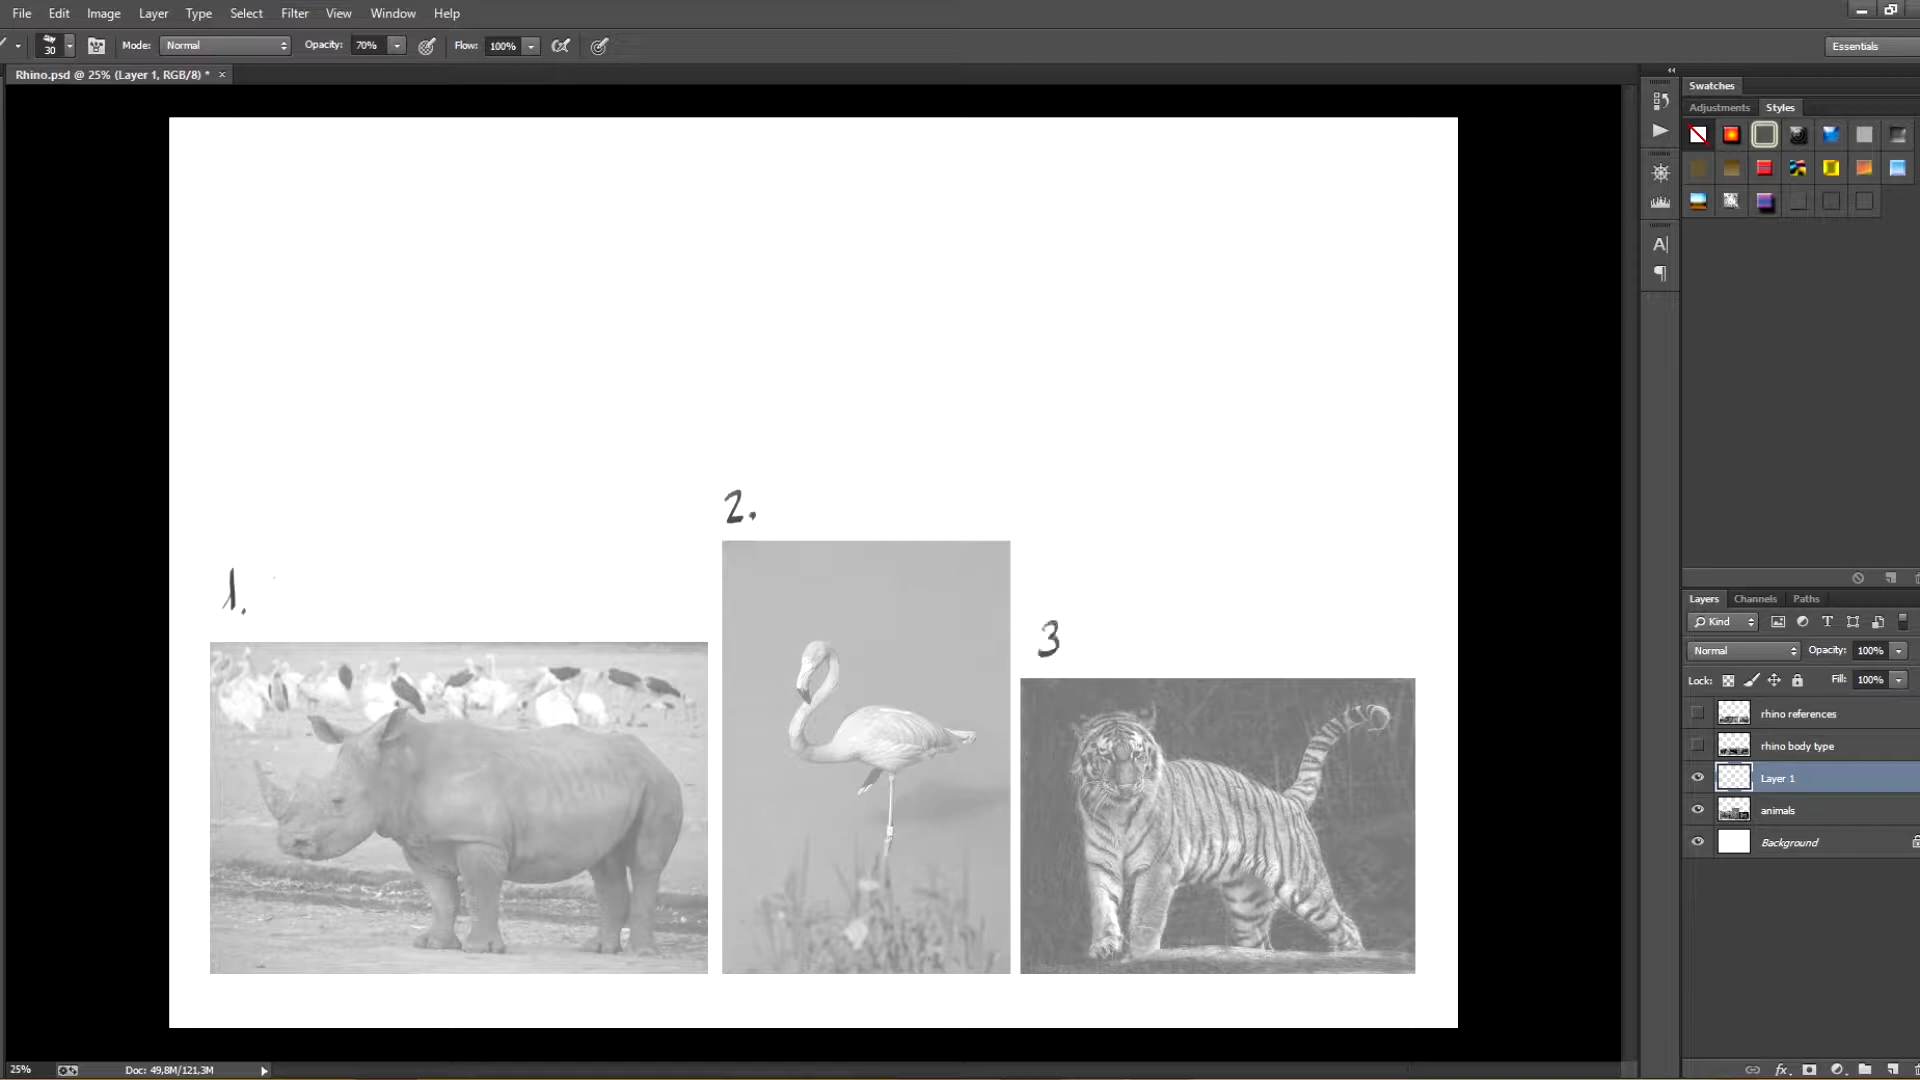 File Edit Image Layer Type Select Filter View Window Help
30 Mode: Normal Opacity: 70% Flow: 100% Essentials
Rhino.psd @ 25% (Layer 1, RGB/8) * ×
Swatches
Adjustments Styles
A|
2.
1.
3
Layers Channels Paths
Kind T
Normal Opacity: 100%
Lock: Fill: 100%
rhino references
rhino body type
Layer 1
animals
Background
25% Doc: 49,8M/121,3M fx.